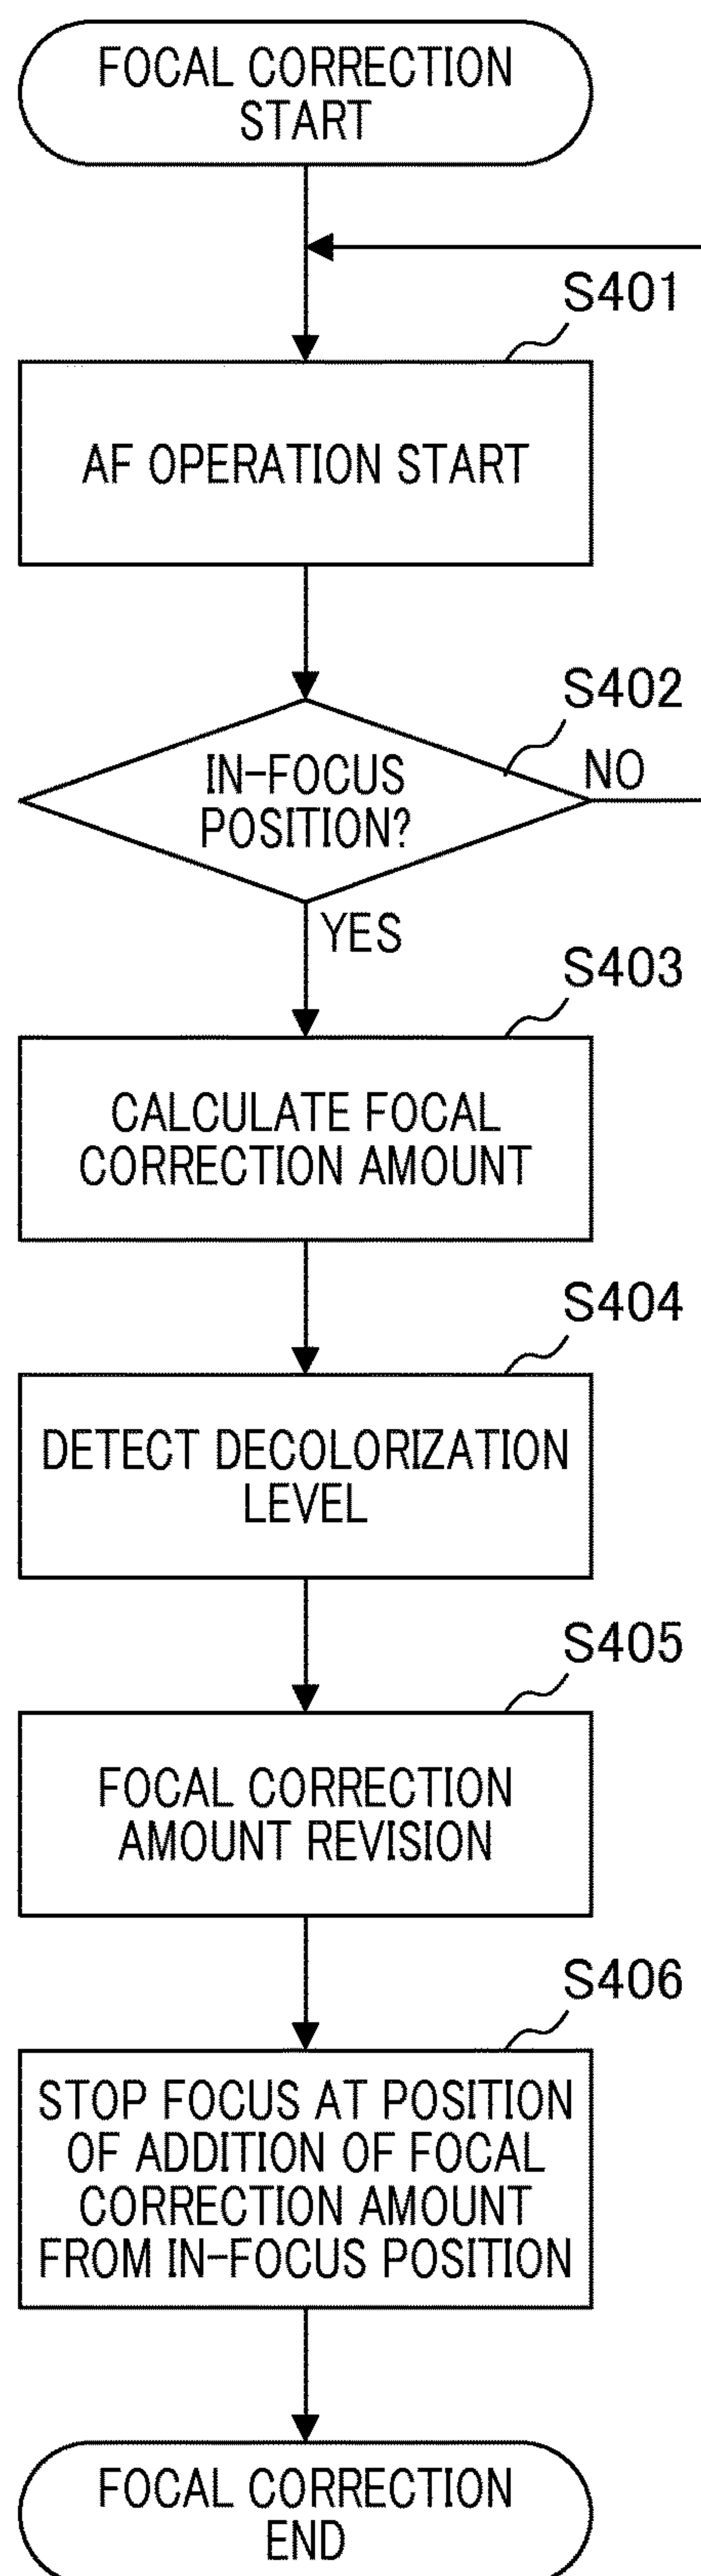 FOCAL CORRECTION
START
S401
AF OPERATION START
S402
IN-FOCUS
POSITION?
NO
YES
S403
CALCULATE FOCAL
CORRECTION AMOUNT
S404
DETECT DECOLORIZATION
LEVEL
S405
FOCAL CORRECTION
AMOUNT REVISION
S406
STOP FOCUS AT POSITION
OF ADDITION OF FOCAL
CORRECTION AMOUNT
FROM IN-FOCUS POSITION
FOCAL CORRECTION
END